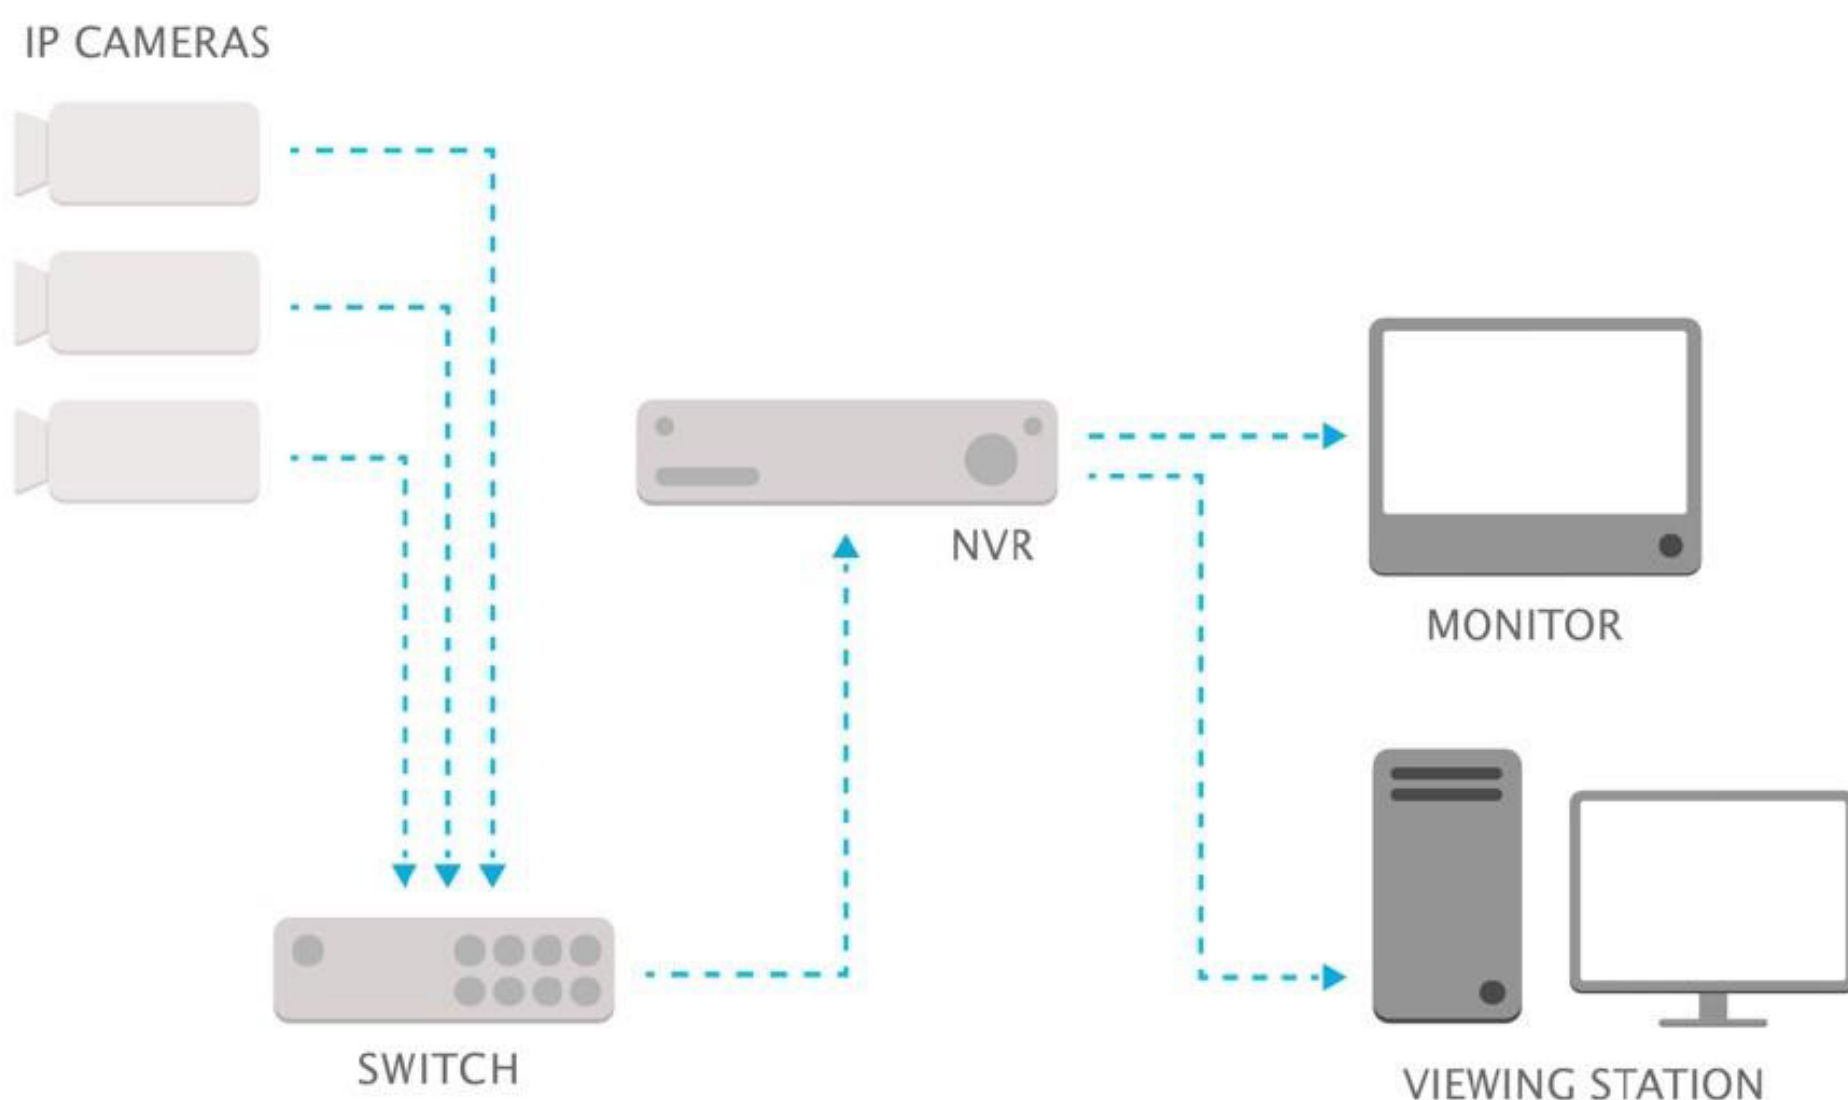 IP CAMERAS
NVR
MONITOR
SWITCH
VIEWING STATION